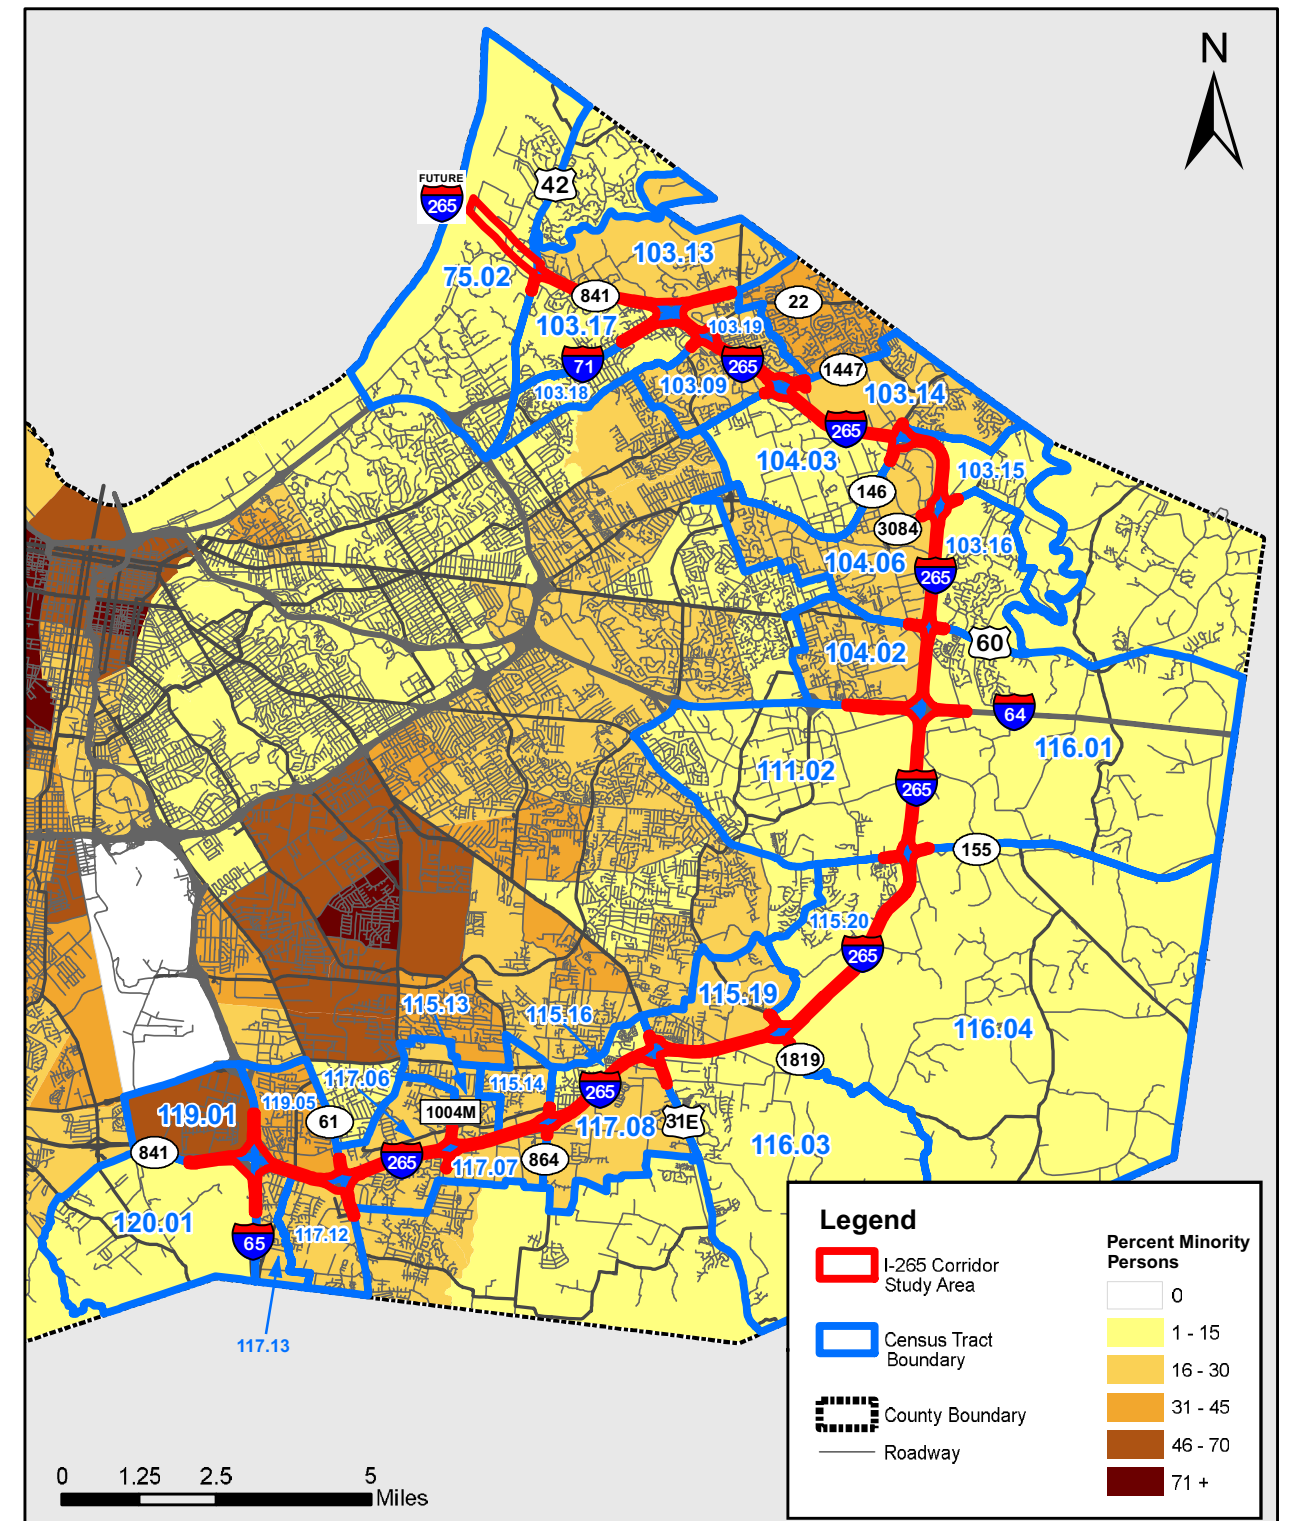 N
FUTURE
265
42
103.13
75.02
841
22
103.17
103.19
71
265
1447
103.18
103.09
103.14
265
104.03
103.15
146
3084
103.16
104.06
265
104.02
60
64
116.01
111.02
265
155
115.20
265
115.19
115.13
115.16
116.04
1819
117.06
115.14
265
119.05
119.01
1004M
61
117.08
31E
841
265
117.07
864
116.03
120.01
117.12
65
117.13
Legend
I-265 Corridor
Study Area
Census Tract
Boundary
County Boundary
Roadway
Percent Minority
Persons
0
1 - 15
16 - 30
31 - 45
46 - 70
71 +
0 1.25 2.5 5
Miles